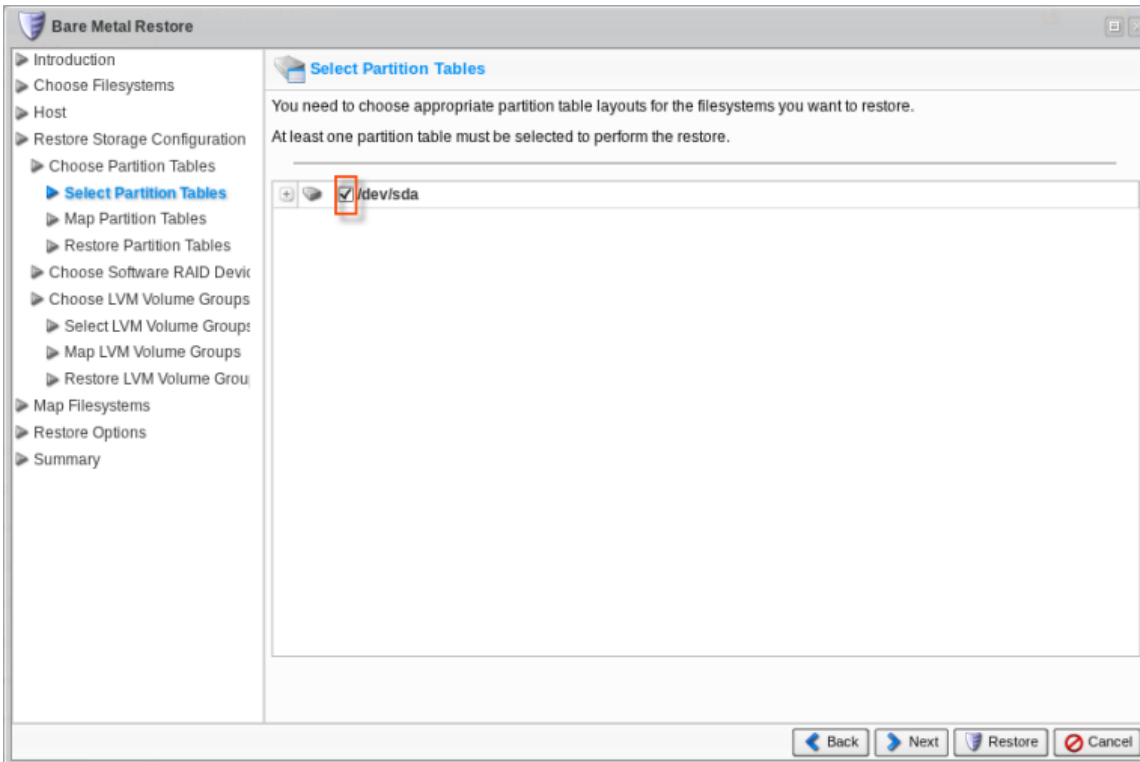 Bare Metal Restore
Introduction
Choose Filesystems
Host
Restore Storage Configuration
Choose Partition Tables
Select Partition Tables
Map Partition Tables
Restore Partition Tables
Choose Software RAID Devic
Choose LVM Volume Groups
Select LVM Volume Groups
Map LVM Volume Groups
Restore LVM Volume Grou
Map Filesystems
Restore Options
Summary
Select Partition Tables
You need to choose appropriate partition table layouts for the filesystems you want to restore.
At least one partition table must be selected to perform the restore.
/dev/sda
Back Next Restore Cancel